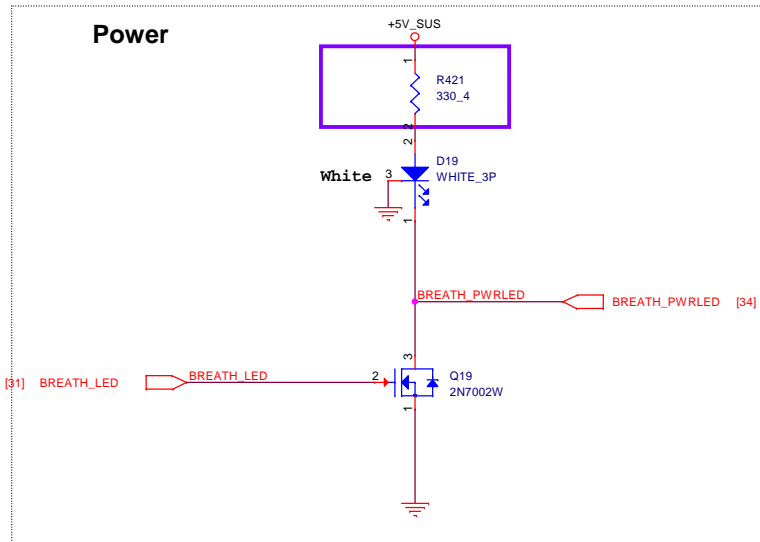 Power
+5V_SUS
1
R421
330_4
2
2
D19
White 3 WHITE_3P
1
BREATH_PWRLED BREATH_PWRLED [34]
3
[31] BREATH_LED BREATH_LED 2 Q19
2N7002W
1